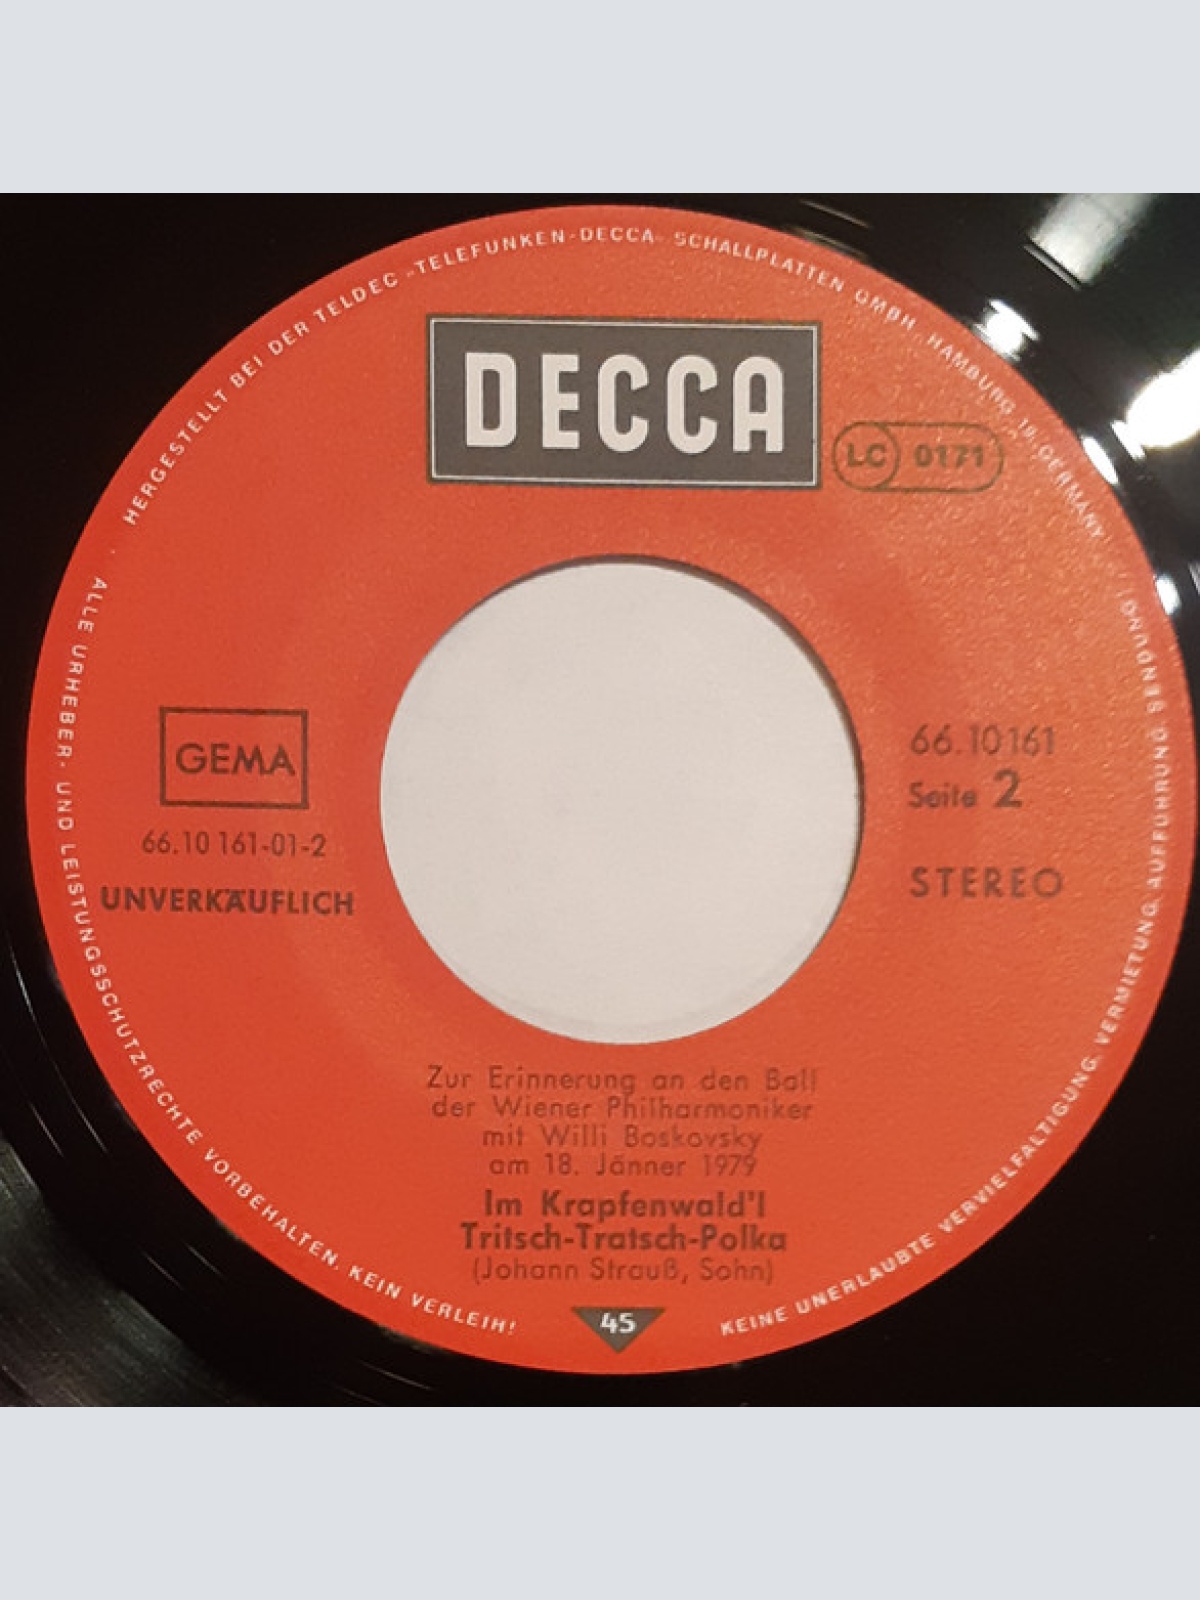 HERGESTELLT BEI DER TELDEC »TELEFUNKEN-DECCA« SCHALLPLATTEN GMBH · HAMBURG 19 · GERMANY
DECCA
LC 0171
GEMA
66.10 161-01-2
UNVERKÄUFLICH
66.10161
Seite 2
STEREO
Zur Erinnerung an den Ball
der Wiener Philharmoniker
mit Willi Boskovsky
am 18. Jänner 1979
Im Krapfenwald'l
Tritsch-Tratsch-Polka
(Johann Strauß, Sohn)
45
ALLE URHEBER- UND LEISTUNGSSCHUTZRECHTE VORBEHALTEN. KEIN VERLEIH!
KEINE UNERLAUBTE VERVIELFÄLTIGUNG, VERMIETUNG, AUFFÜHRUNG, SENDUNG!